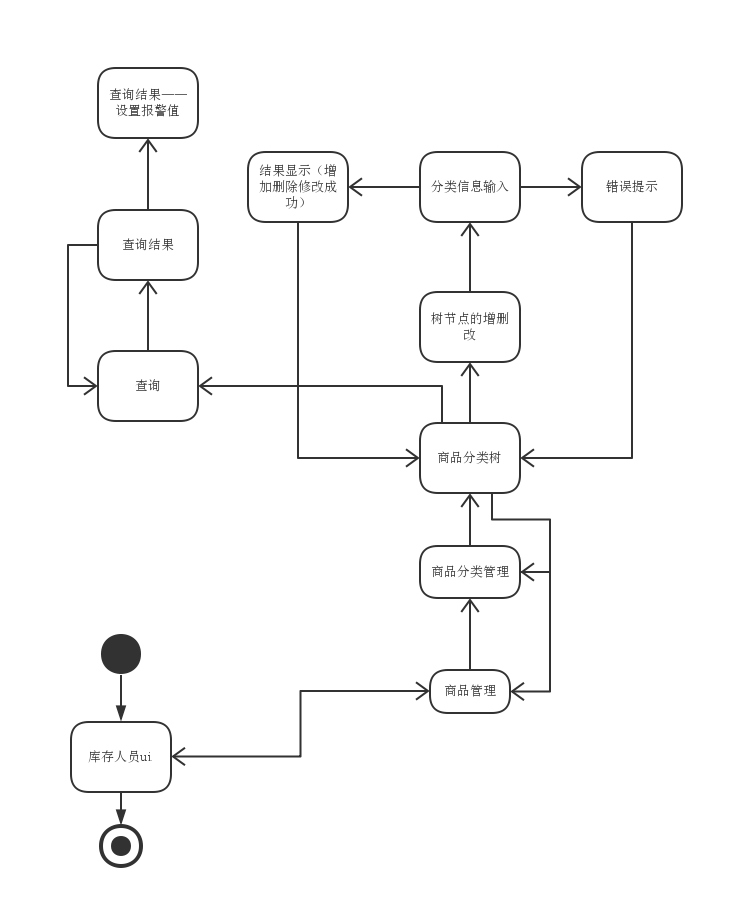 查询结果——
设置报警值
结果显示（增
加删除修改成
功）
分类信息输入
错误提示
查询结果
树节点的增删
改
查询
商品分类树
商品分类管理
商品管理
库存人员ui